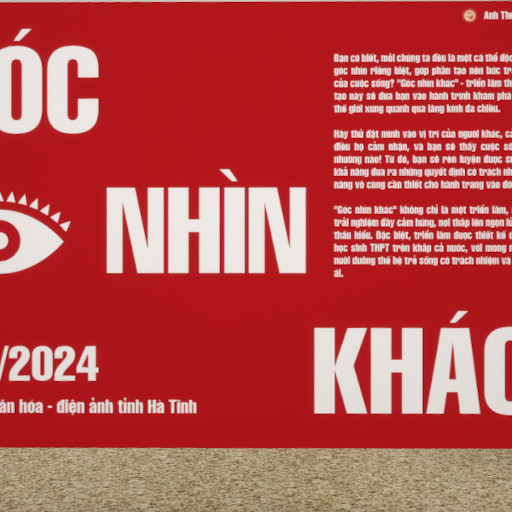 Anh Th
ÓC
Bạn có biết, mỗi chúng ta đều là một cá thể độc
góc nhìn riêng biệt, góp phần tạo nên bức tr
của cuộc sống? "Góc nhìn khác" - triển lãm th
tạo này sẽ đưa bạn vào hành trình khám phá
thế giới xung quanh qua lăng kính đa chiều.
Hãy thử đặt mình vào vị trí của người khác, cả
điều họ cảm nhận, và bạn sẽ thấy cuộc số
nhường nào! Từ đó, bạn sẽ rèn luyện được s
khả năng đưa ra những quyết định có trách nh
năng vô cùng cần thiết cho hành trang vào đờ
"Góc nhìn khác" không chỉ là một triển lãm,
trải nghiệm đầy cảm hứng, nơi thắp lên ngọn lử
thấu hiểu. Đặc biệt, triển lãm được thiết kế d
học sinh THPT trên khắp cả nước, với mong m
nuôi dưỡng thế hệ trẻ sống có trách nhiệm và
ái.
NHÌN
KHÁC
/2024
ăn hóa - điện ảnh tỉnh Hà Tĩnh